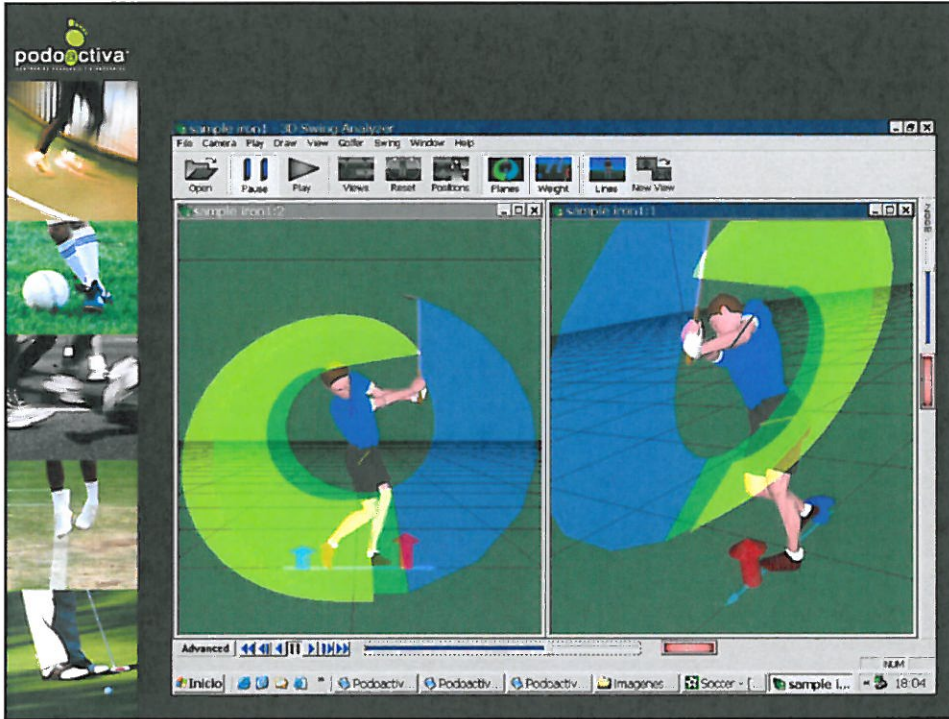 podoactiva
sample iron1 - 3D Swing Analyzer
File Camera Play Draw View Golfer Swing Window Help
Open Pause Play Views Reset Positions Planes Weight Lines New View
sample iron1:2
sample iron1:1
Zoom
Advanced
NUM
Inicio Podoactiv... Podoactiv... Podoactiv... Imagenes Soccer - [... sample i... 18:04